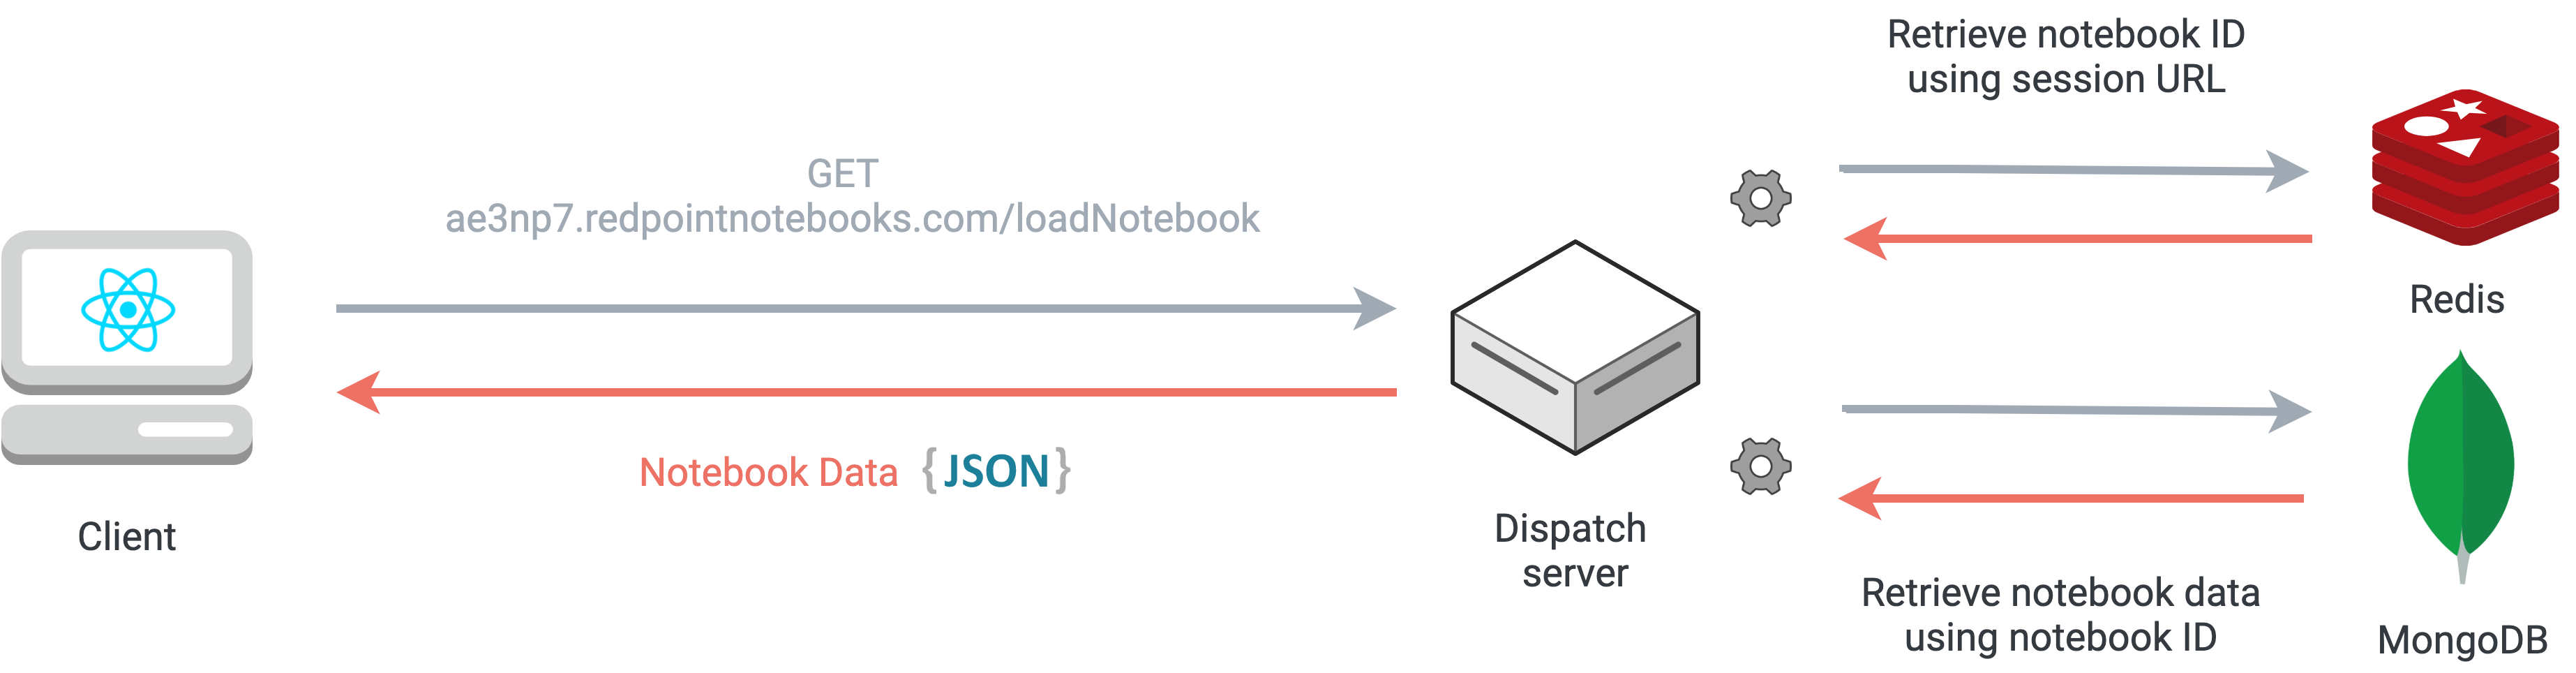 Retrieve notebook ID
using session URL
GET
ae3np7.redpointnotebooks.com/loadNotebook
Redis
Notebook Data {JSON}
Client
Dispatch
server
Retrieve notebook data
using notebook ID
MongoDB